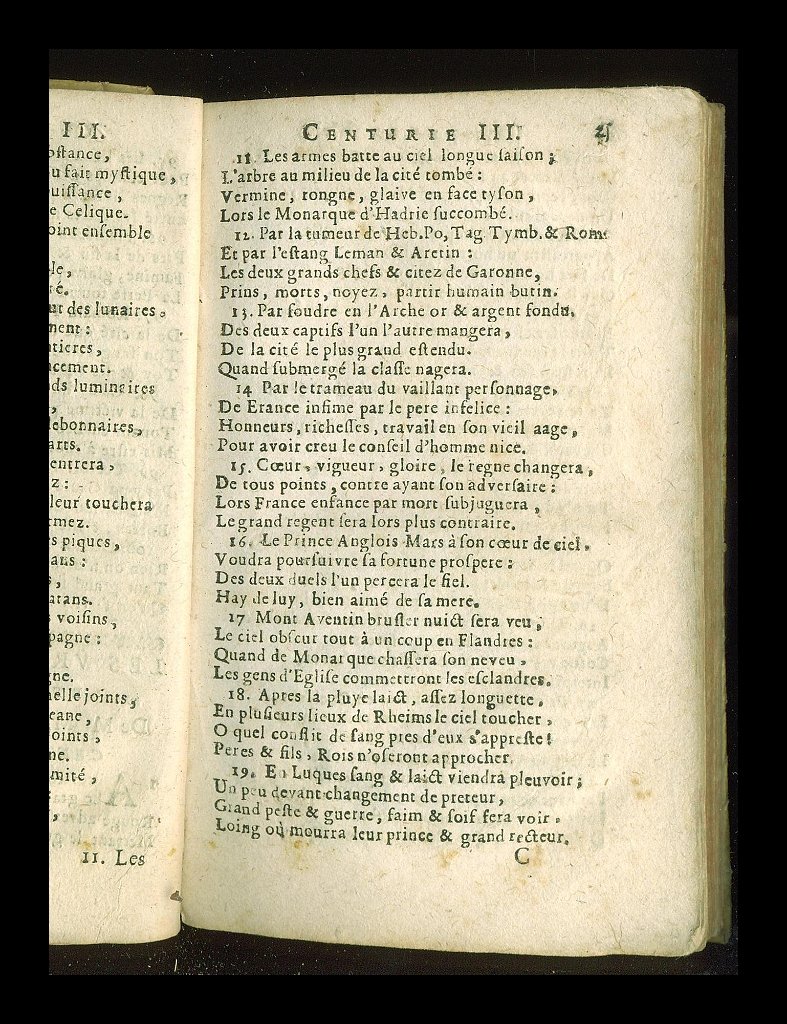 III.
ostance,
u fait mystique,
uissance,
e Celique.
oint ensemble
le,
ré.
ur des lunaires,
nent:
tieres,
cement.
ds luminaires
,
ebonnaires,
arts.
entrera,
z:
leur touchera
rmez.
s piques,
ans:
s,
atans.
s voisins,
pagne:
gne.
elle joints,
eane,
oints,
ne.
mité,
:
,
11. Les
CENTURIE III. 25
11. Les armes batre au ciel longue saison;
L'arbre au milieu de la cité tombé:
Vermine, rongne, glaive en face tyson,
Lors le Monarque d'Hadrie succombé.
12. Par la tumeur de Heb.Po, Tag. Tymb. & Rom.
Et par l'estang Leman & Aretin:
Les deux grands chefs & citez de Garonne,
Prins, morts, noyez, partir humain butin.
13. Par foudre en l'Arche or & argent fondu.
Des deux captifs l'un l'autre mangera,
De la cité le plus grand estendu.
Quand submergé la classe nagera.
14 Par le trameau du vaillant personnage,
De Erance infime par le pere infelice:
Honneurs, richesses, travail en son vieil aage,
Pour avoir creu le conseil d'homme nice.
15. Cœur, vigueur, gloire, le regne changera,
De tous points, contre ayant son adversaire:
Lors France enfance par mort subjuguera,
Le grand regent sera lors plus contraire.
16. Le Prince Anglois Mars à son cœur de ciel,
Voudra poursuivre sa fortune prospere:
Des deux duels l'un percera le fiel.
Hay de luy, bien aimé de sa mere.
17 Mont Aventin brusler nuict sera veu,
Le ciel obscur tout à un coup en Flandres:
Quand de Monarque chassera son neveu,
Les gens d'Eglise commettront les esclandres.
18. Apres la pluye laict, assez longuette,
En plusieurs lieux de Rheims le ciel toucher,
O quel conflit de sang pres d'eux s'appreste!
Peres & fils, Rois n'oseront approcher.
19. En Luques sang & laict viendra pleuvoir;
Un peu devant changement de preteur,
Grand peste & guerre, faim & soif fera voir.
Loing où mourra leur prince & grand recteur.
C